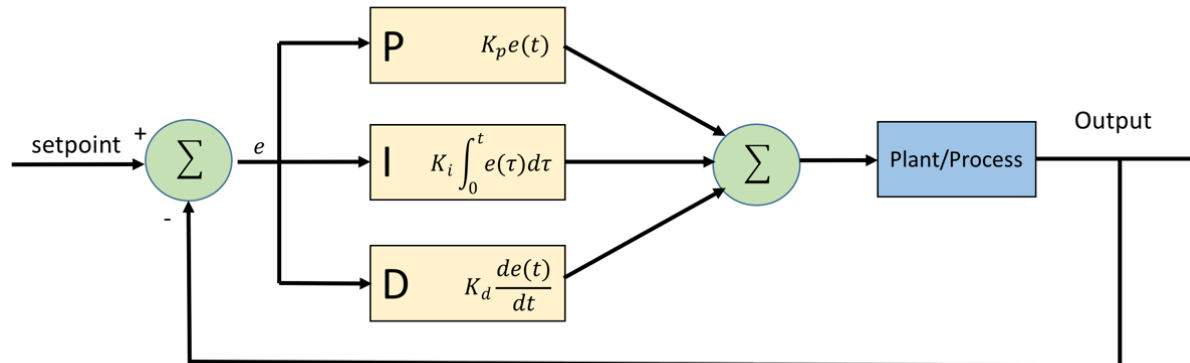 setpoint
+
-
∑
e
P K_p e(t)
I K_i ∫_0^t e(τ)dτ
D K_d de(t)/dt
∑
Plant/Process
Output